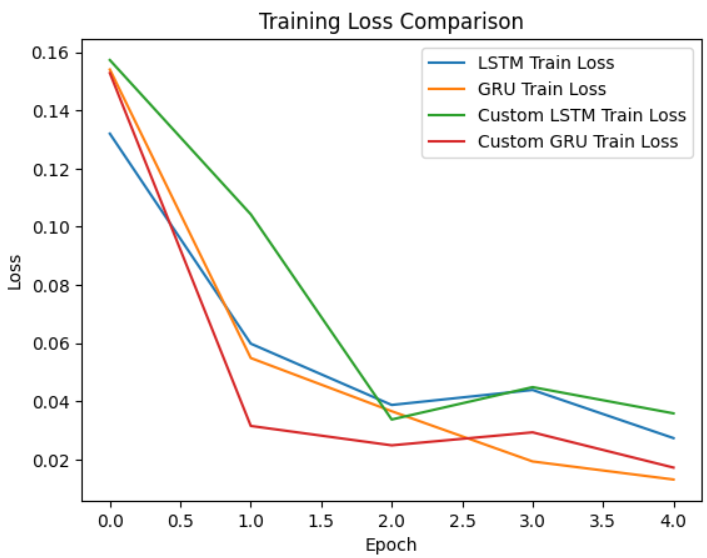 Training Loss Comparison
LSTM Train Loss
GRU Train Loss
Custom LSTM Train Loss
Custom GRU Train Loss
0.16
0.14
0.12
0.10
0.08
0.06
0.04
0.02
Loss
0.0 0.5 1.0 1.5 2.0 2.5 3.0 3.5 4.0
Epoch